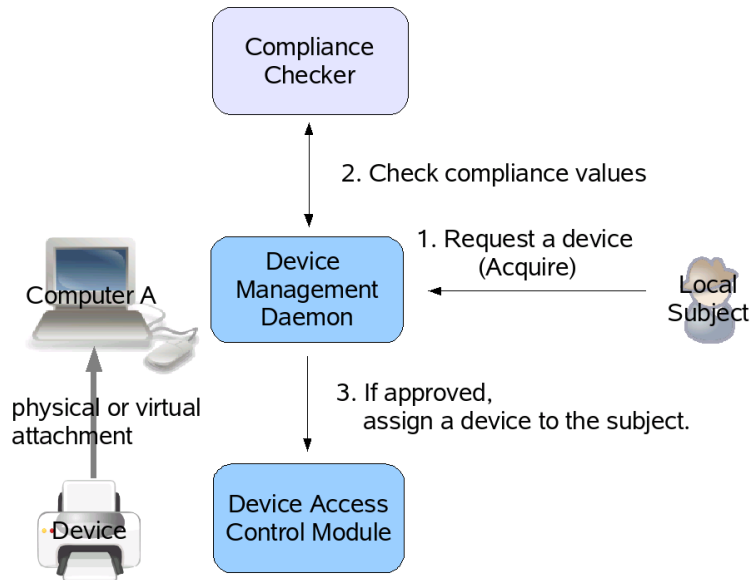 Compliance
Checker
2. Check compliance values
1. Request a device
(Acquire)
Device
Management
Daemon
Computer A
Local
Subject
3. If approved,
assign a device to the subject.
physical or virtual
attachment
Device Access
Control Module
Device